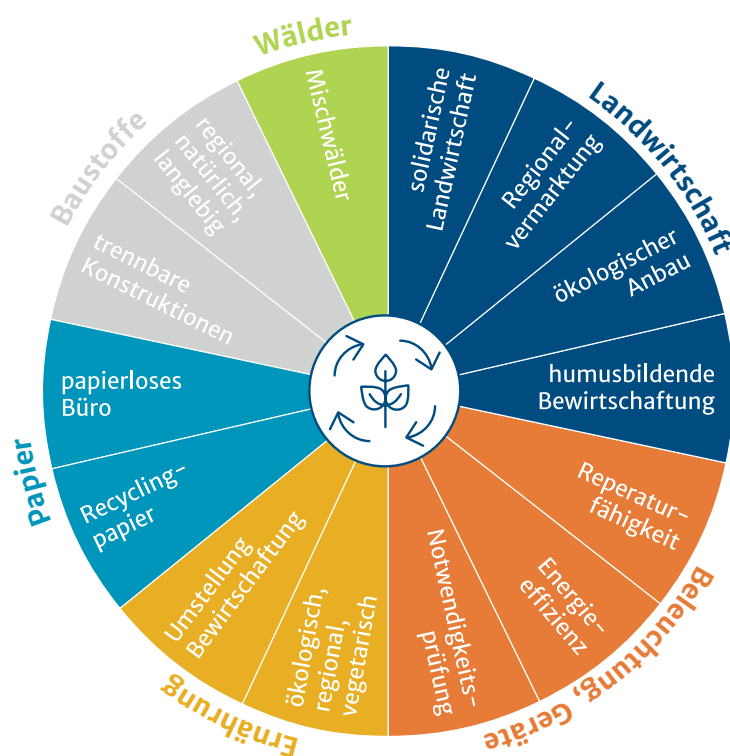 Wälder
Mischwälder
Landwirtschaft
solidarische
Landwirtschaft
Regional-
vermarktung
ökologischer
Anbau
humusbildende
Bewirtschaftung
Beleuchtung, Geräte
Reperatur-
fähigkeit
Energie-
effizienz
Notwendigkeits-
prüfung
Ernährung
ökologisch,
regional,
vegetarisch
Umstellung
Bewirtschaftung
Papier
Recycling-
papier
papierloses
Büro
Baustoffe
trennbare
Konstruktionen
regional,
natürlich,
langlebig